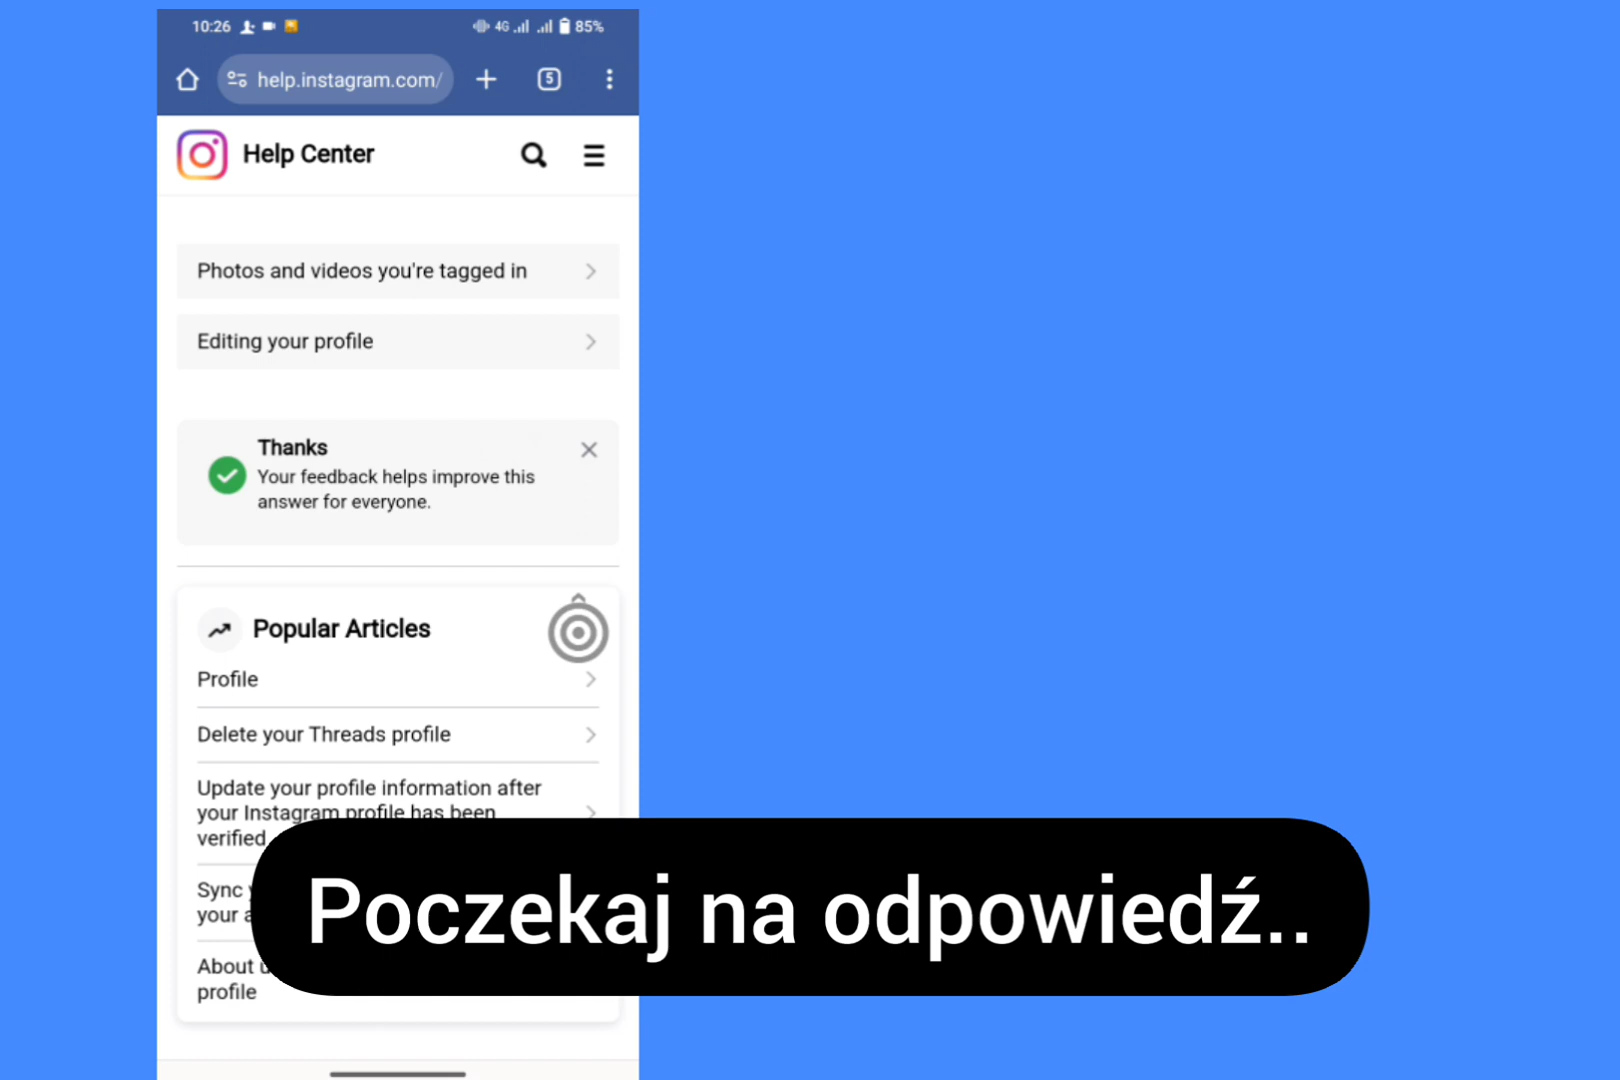 10:26
4G 85%
help.instagram.com/
5
Help Center
Photos and videos you're tagged in
Editing your profile
Thanks
Your feedback helps improve this
answer for everyone.
Popular Articles
Profile
Delete your Threads profile
Update your profile information after
your Instagram profile has been
verified
Sync
your
About
profile
Poczekaj na odpowiedź..